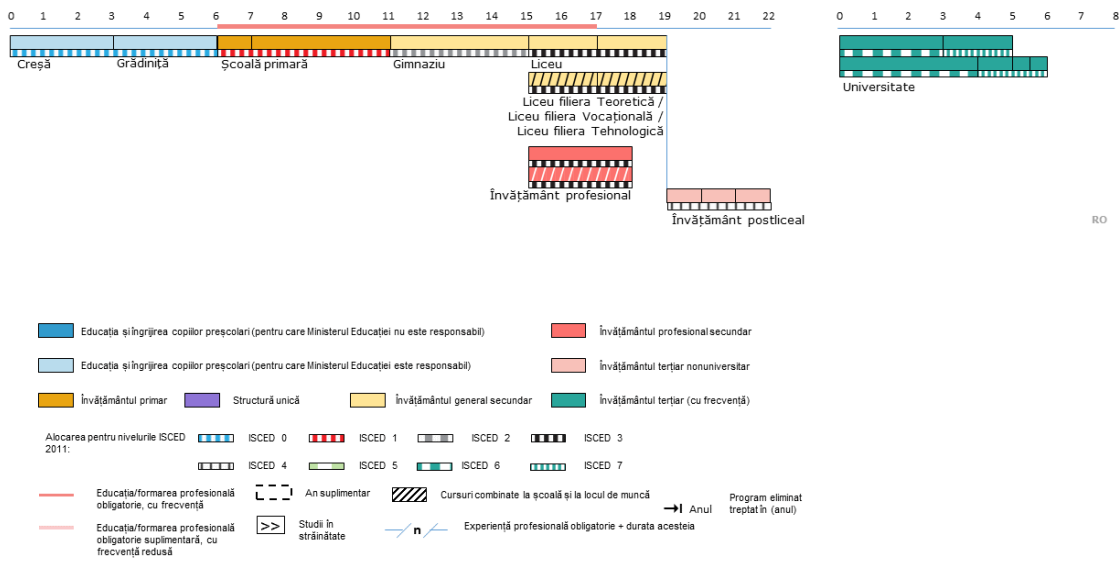 0 1 2 3 4 5 6 7 8 9 10 11 12 13 14 15 16 17 18 19 20 21 22
0 1 2 3 4 5 6 7 8
Creșă
Grădiniță
Școală primară
Gimnaziu
Liceu
Universitate
Liceu filiera Teoretică /
Liceu filiera Vocațională /
Liceu filiera Tehnologică
Învățământ profesional
Învățământ postliceal
RO
Educația și îngrijirea copiilor preșcolari (pentru care Ministerul Educației nu este responsabil)
Învățământul profesional secundar
Educația și îngrijirea copiilor preșcolari (pentru care Ministerul Educației este responsabil)
Învățământul terțiar nonuniversitar
Învățământul primar
Structură unică
Învățământul general secundar
Învățământul terțiar (cu frecvență)
Alocarea pentru nivelurile ISCED
2011:
ISCED 0
ISCED 1
ISCED 2
ISCED 3
ISCED 4
ISCED 5
ISCED 6
ISCED 7
Educația/formarea profesională
obligatorie, cu frecvență
An suplimentar
Cursuri combinate la școală și la locul de muncă
Anul
Program eliminat
treptat în (anul)
Educația/formarea profesională
obligatorie suplimentară, cu
frecvență redusă
>>
Studii în
străinătate
n
Experiență profesională obligatorie + durata acesteia